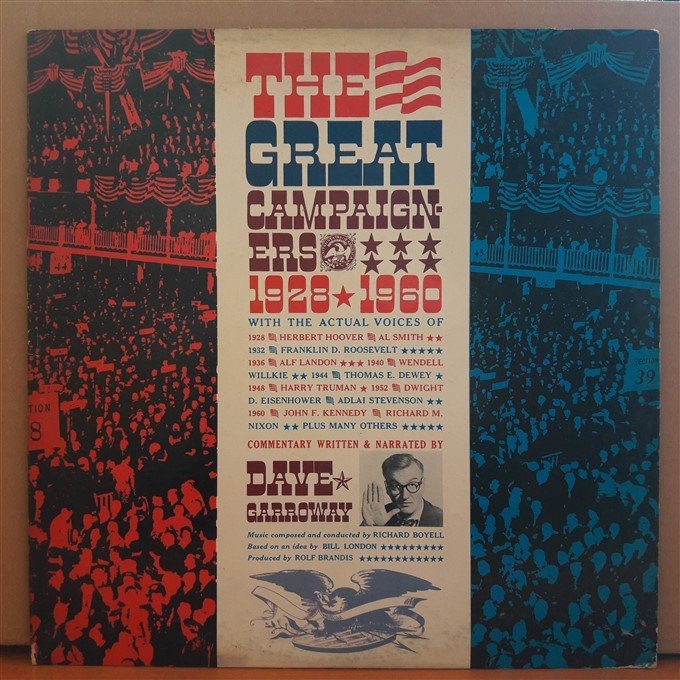 THE
GREAT
CAMPAIGN-
ERS
1928 ★ 1960
WITH THE ACTUAL VOICES OF
1928 HERBERT HOOVER AL SMITH ★★
1932 FRANKLIN D. ROOSEVELT ★★★★★
1936 ALF LANDON ★★★ 1940 WENDELL
WILLKIE ★★ 1944 THOMAS E. DEWEY ★
1948 HARRY TRUMAN ★ 1952 DWIGHT
D. EISENHOWER ADLAI STEVENSON ★★
1960 JOHN F. KENNEDY RICHARD M.
NIXON ★★ PLUS MANY OTHERS ★★★★★
COMMENTARY WRITTEN & NARRATED BY
DAVE★
GARROWAY
Music composed and conducted by RICHARD BOYELL
Based on an idea by BILL LONDON ★★★★★★★★★
Produced by ROLF BRANDIS ★★★★★★★★★★★★
44
TION
8
46
SECTION
39